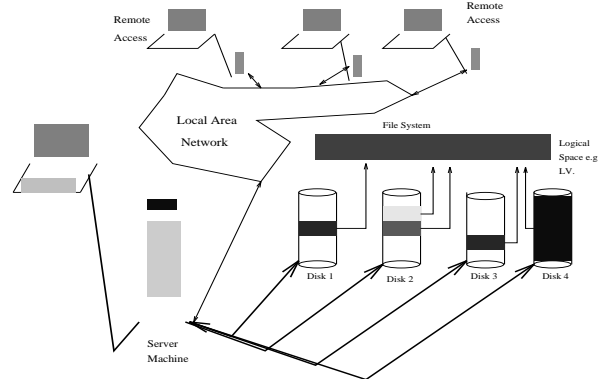 Remote
Access
Remote
Access
Local Area
Network
File System
Logical
Space e.g
L.V.
Disk 1
Disk 2
Disk 3
Disk 4
Server
Machine